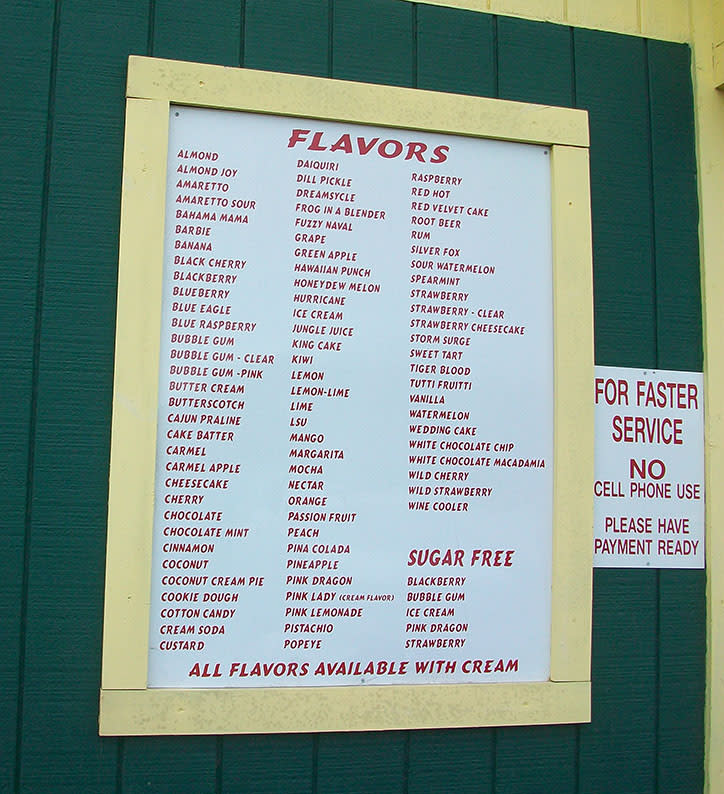 FLAVORS
ALMOND
ALMOND JOY
AMARETTO
AMARETTO SOUR
BAHAMA MAMA
BARBIE
BANANA
BLACK CHERRY
BLACKBERRY
BLUEBERRY
BLUE EAGLE
BLUE RASPBERRY
BUBBLE GUM
BUBBLE GUM - CLEAR
BUBBLE GUM -PINK
BUTTER CREAM
BUTTERSCOTCH
CAJUN PRALINE
CAKE BATTER
CARMEL
CARMEL APPLE
CHEESECAKE
CHERRY
CHOCOLATE
CHOCOLATE MINT
CINNAMON
COCONUT
COCONUT CREAM PIE
COOKIE DOUGH
COTTON CANDY
CREAM SODA
CUSTARD
DAIQUIRI
DILL PICKLE
DREAMSYCLE
FROG IN A BLENDER
FUZZY NAVAL
GRAPE
GREEN APPLE
HAWAIIAN PUNCH
HONEYDEW MELON
HURRICANE
ICE CREAM
JUNGLE JUICE
KING CAKE
KIWI
LEMON
LEMON-LIME
LIME
LSU
MANGO
MARGARITA
MOCHA
NECTAR
ORANGE
PASSION FRUIT
PEACH
PINA COLADA
PINEAPPLE
PINK DRAGON
PINK LADY (CREAM FLAVOR)
PINK LEMONADE
PISTACHIO
POPEYE
RASPBERRY
RED HOT
RED VELVET CAKE
ROOT BEER
RUM
SILVER FOX
SOUR WATERMELON
SPEARMINT
STRAWBERRY
STRAWBERRY - CLEAR
STRAWBERRY CHEESECAKE
STORM SURGE
SWEET TART
TIGER BLOOD
TUTTI FRUITTI
VANILLA
WATERMELON
WEDDING CAKE
WHITE CHOCOLATE CHIP
WHITE CHOCOLATE MACADAMIA
WILD CHERRY
WILD STRAWBERRY
WINE COOLER
SUGAR FREE
BLACKBERRY
BUBBLE GUM
ICE CREAM
PINK DRAGON
STRAWBERRY
ALL FLAVORS AVAILABLE WITH CREAM
FOR FASTER
SERVICE
NO
CELL PHONE USE
PLEASE HAVE
PAYMENT READY